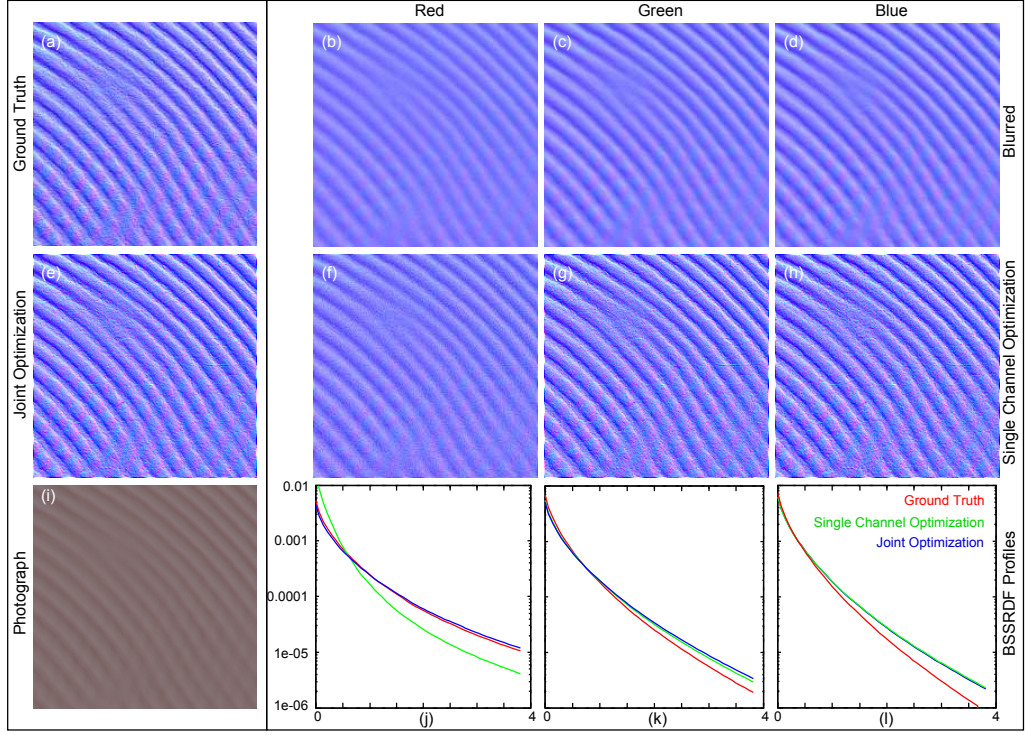 Red Green Blue
Ground Truth
(a)
(b)
(c)
(d)
Blurred
Joint Optimization
(e)
(f)
(g)
(h)
Single Channel Optimization
Photograph
(i)
0.01
0.001
0.0001
1e-05
1e-06
0 (j) 4
0 (k) 4
0 (l) 4
Ground Truth
Single Channel Optimization
Joint Optimization
BSSRDF Profiles